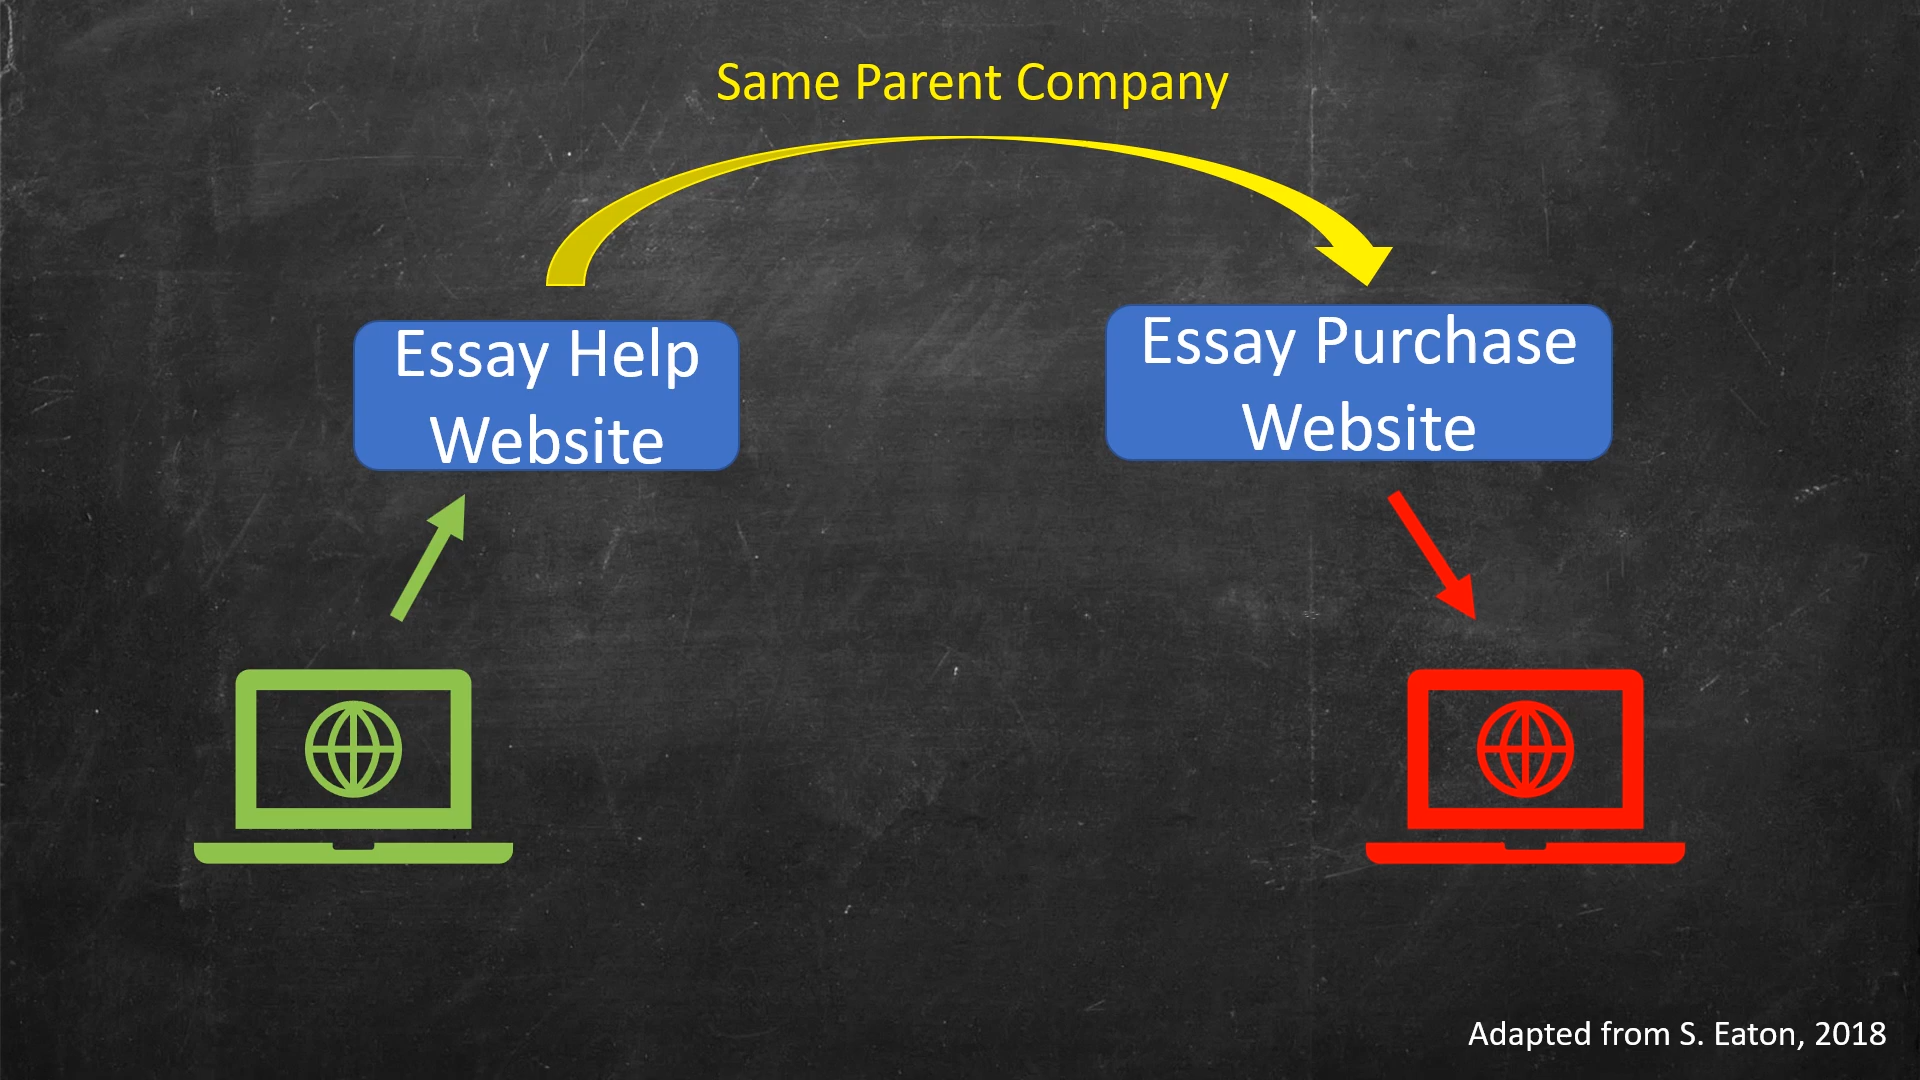 Same Parent Company
Essay Help
Website
Essay Purchase
Website
Adapted from S. Eaton, 2018